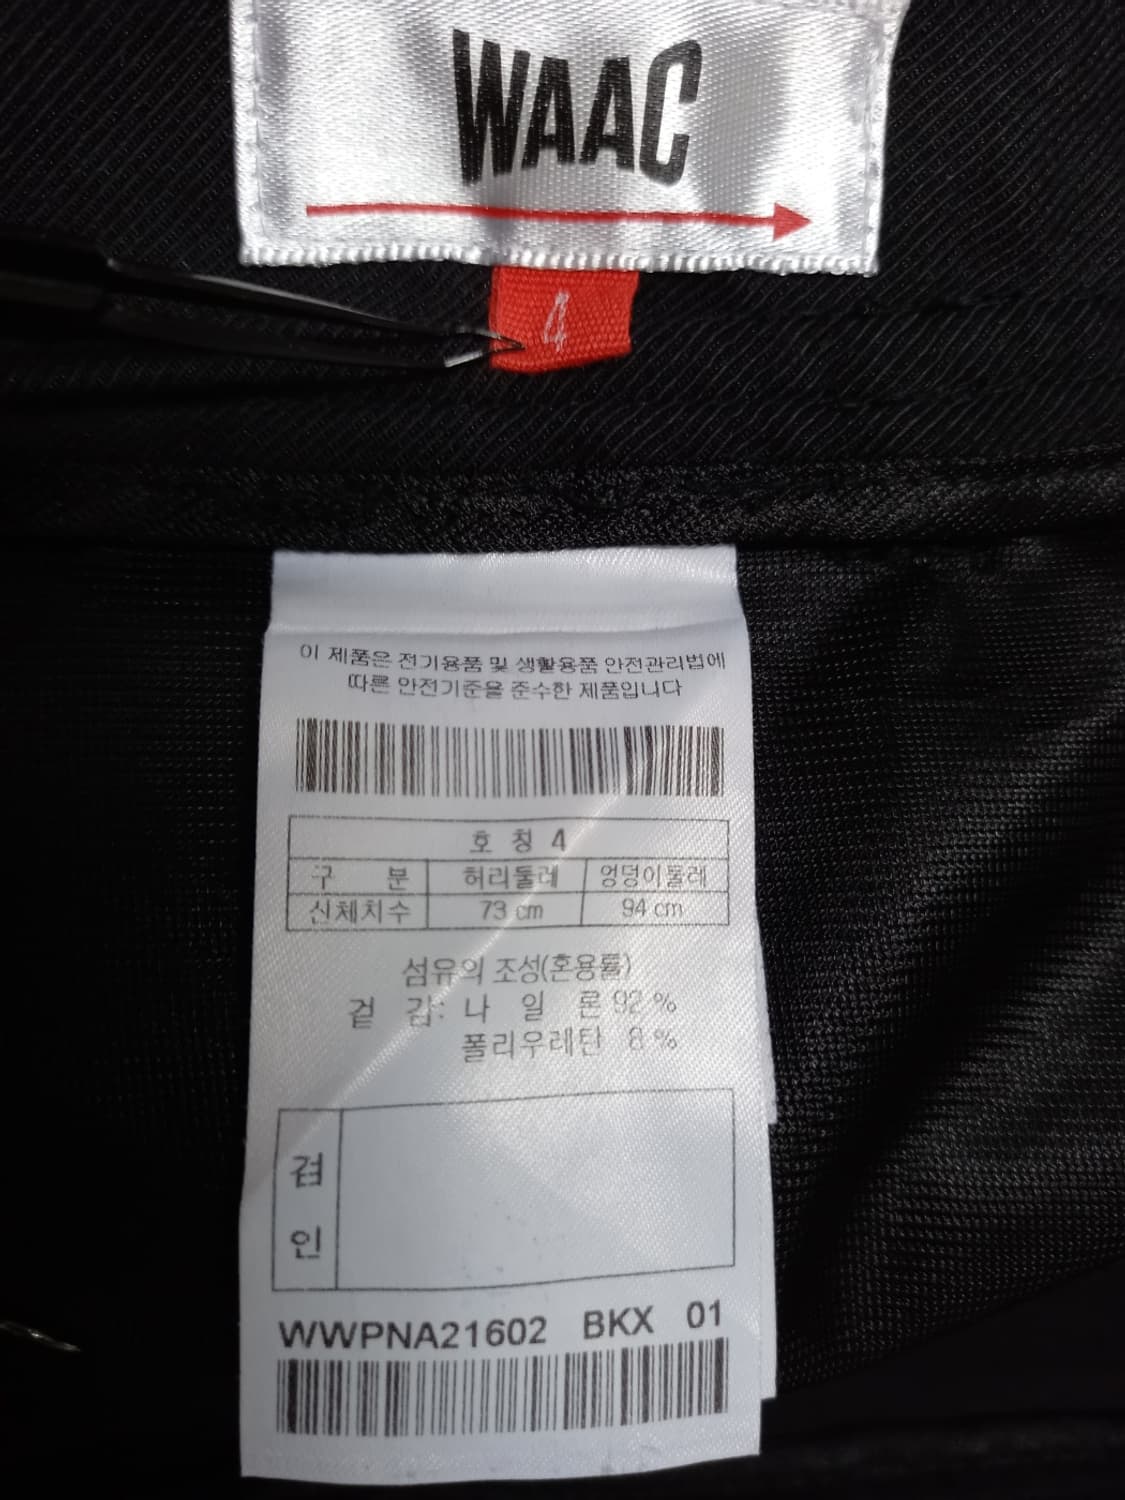 WAAC
4
이 제품은 전기용품 및 생활용품 안전관리법에
따른 안전기준을 준수한 제품입니다
호 칭 4
구 분 허리둘레 엉덩이둘레
신체치수 73 cm 94 cm
섬유의 조성(혼용률)
겉 감: 나 일 론 92 %
폴리우레탄 8 %
검
인
WWPNA21602 BKX 01